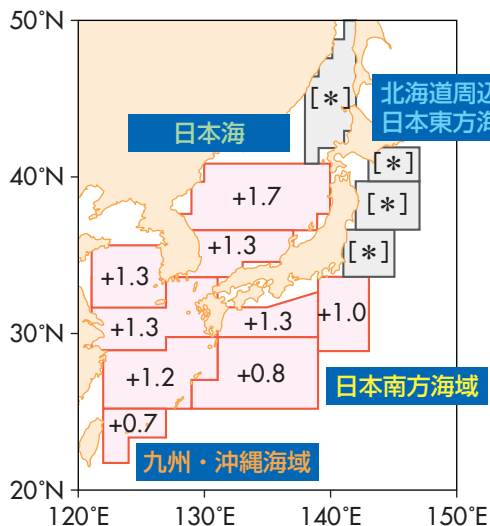 50°N
[*]
北海道周辺
日本東方海
日本海
[*]
40°N
+1.7
[*]
+1.3
[*]
+1.3
+1.3
+1.3
+1.0
30°N
+1.2
+0.8
日本南方海域
+0.7
九州・沖縄海域
20°N
120°E
130°E
140°E
150°E